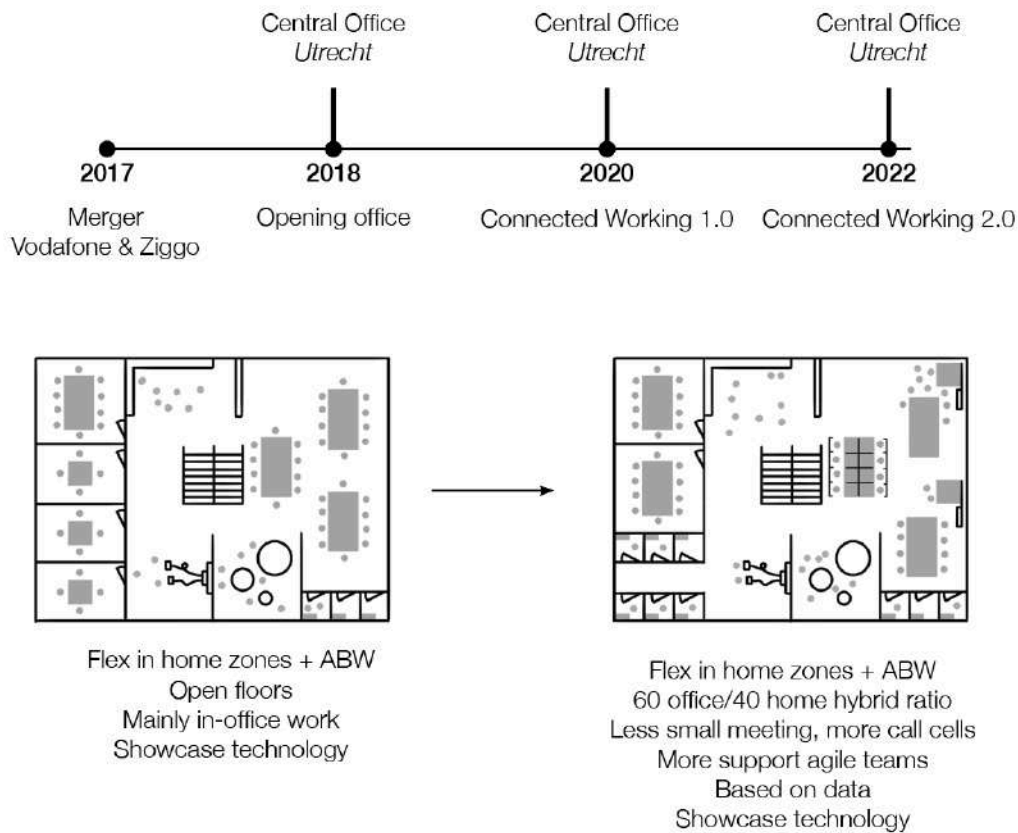 Central Office
Utrecht
Central Office
Utrecht
Central Office
Utrecht
2017
2018
2020
2022
Merger
Vodafone & Ziggo
Opening office
Connected Working 1.0
Connected Working 2.0
Flex in home zones + ABW
Open floors
Mainly in-office work
Showcase technology
Flex in home zones + ABW
60 office/40 home hybrid ratio
Less small meeting, more call cells
More support agile teams
Based on data
Showcase technology